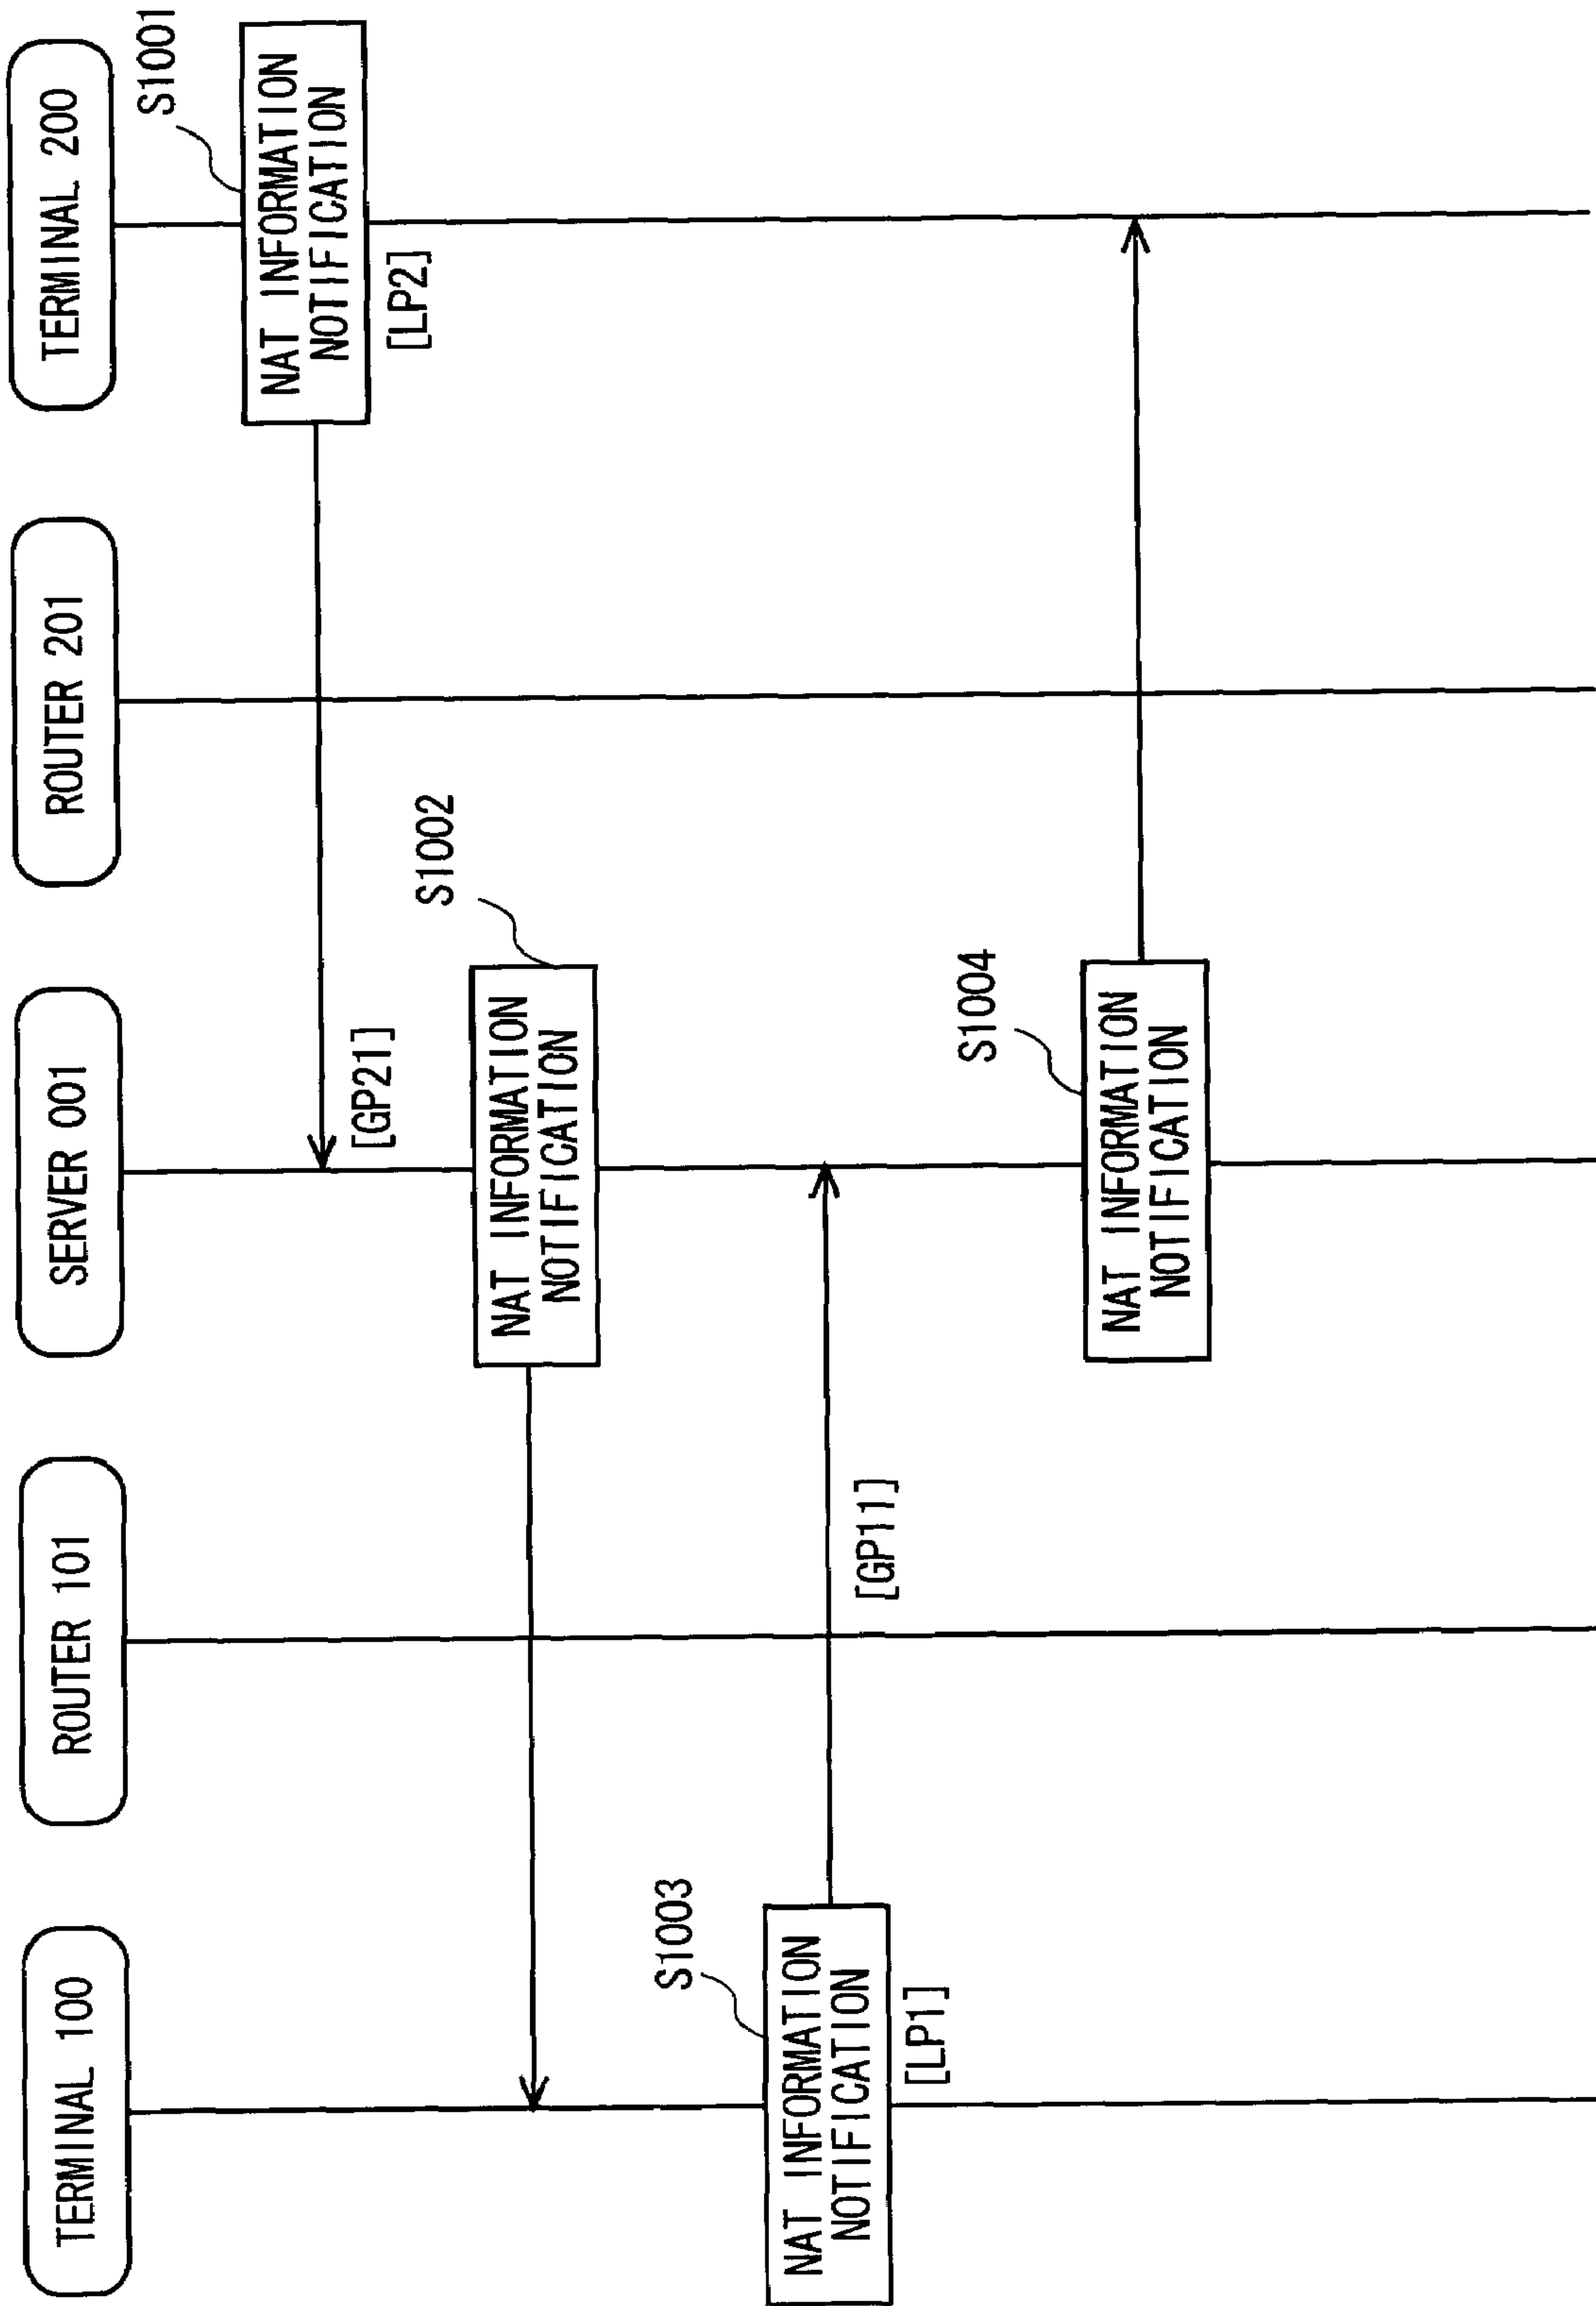 TERMINAL 100
ROUTER 101
SERVER 001
ROUTER 201
TERMINAL 200
S1001
NAT INFORMATION
NOTIFICATION
[LP2]
[GP21]
S1002
NAT INFORMATION
NOTIFICATION
S1003
NAT INFORMATION
NOTIFICATION
[LP1]
[GP11]
S1004
NAT INFORMATION
NOTIFICATION